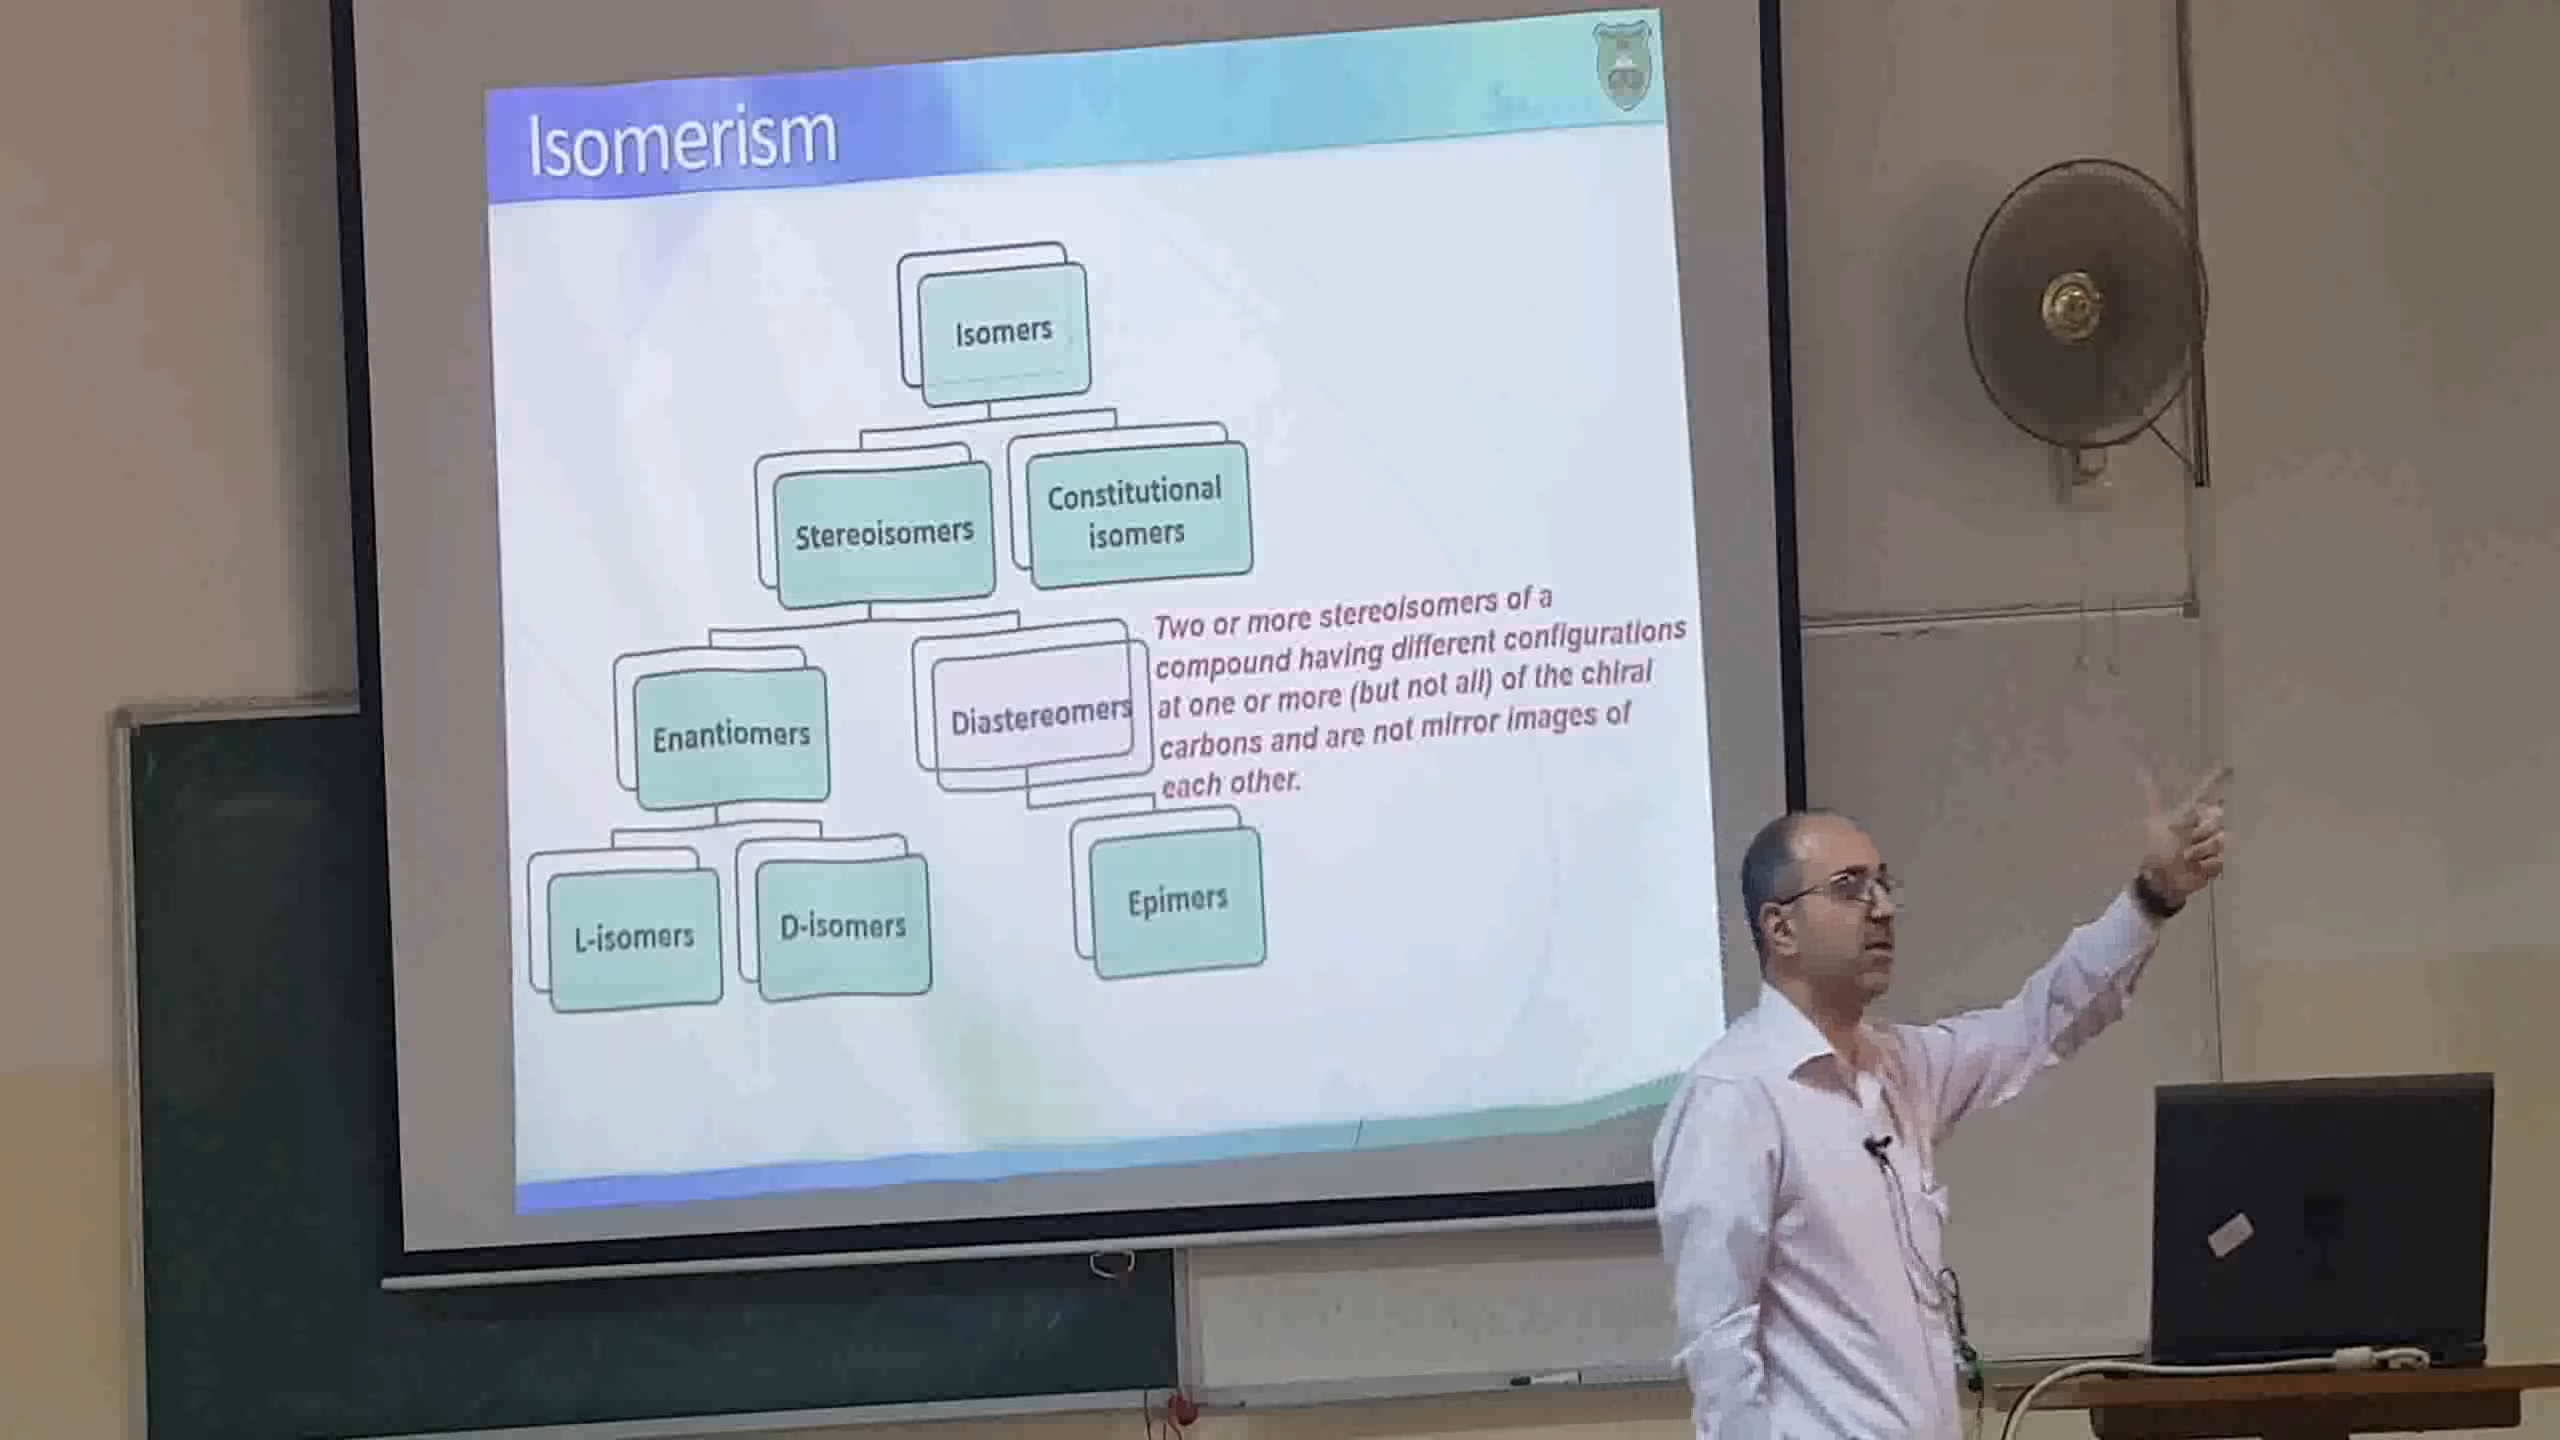 Isomerism
Isomers
Stereoisomers
Constitutional
isomers
Two or more stereoisomers of a
compound having different configurations
at one or more (but not all) of the chiral
carbons and are not mirror images of
each other.
Enantiomers
Diastereomers
L-isomers
D-isomers
Epimers